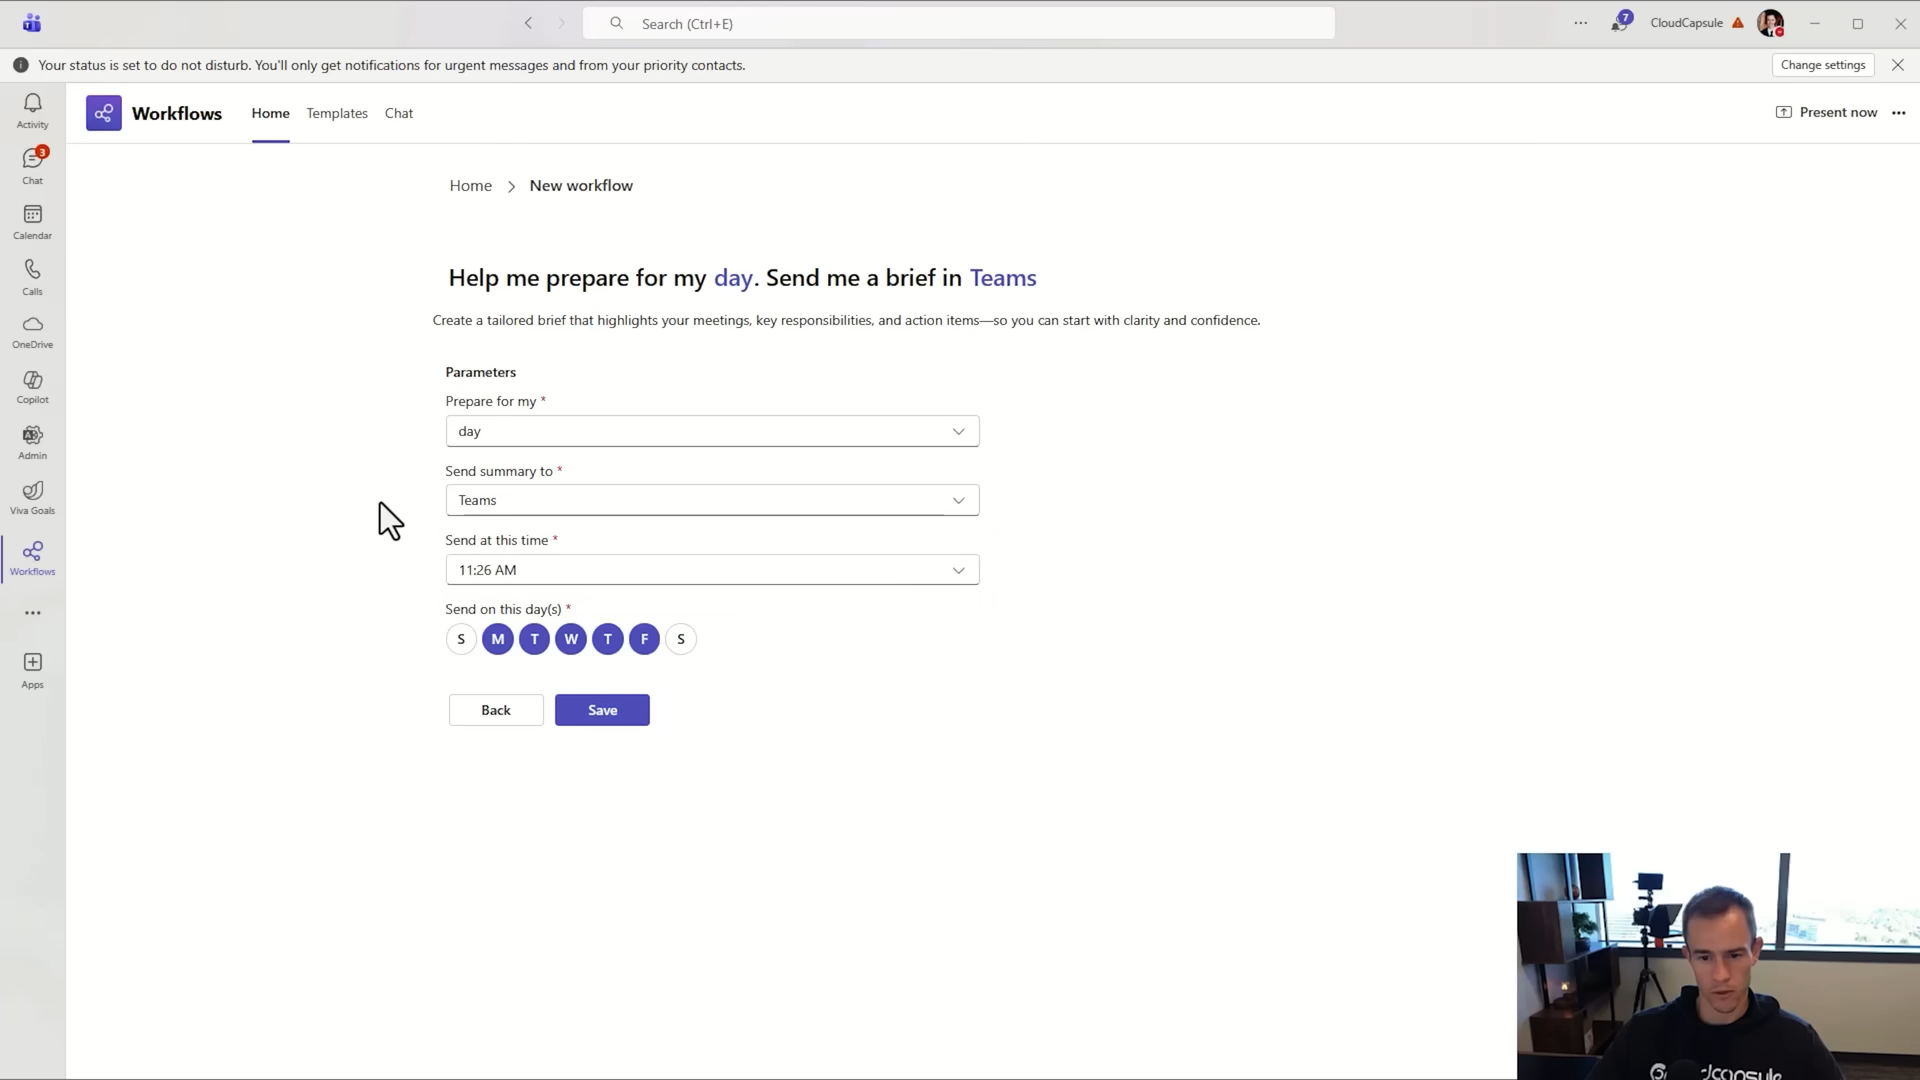 Search (Ctrl+E)
7
CloudCapsule
Your status is set to do not disturb. You'll only get notifications for urgent messages and from your priority contacts.
Change settings
Activity
Workflows
Home
Templates
Chat
Present now
3
Chat
Calendar
Calls
OneDrive
Copilot
Admin
Viva Goals
Workflows
Apps
Home > New workflow
Help me prepare for my day. Send me a brief in Teams
Create a tailored brief that highlights your meetings, key responsibilities, and action items—so you can start with clarity and confidence.
Parameters
Prepare for my *
day
Send summary to *
Teams
Send at this time *
11:26 AM
Send on this day(s) *
S M T W T F S
Back
Save